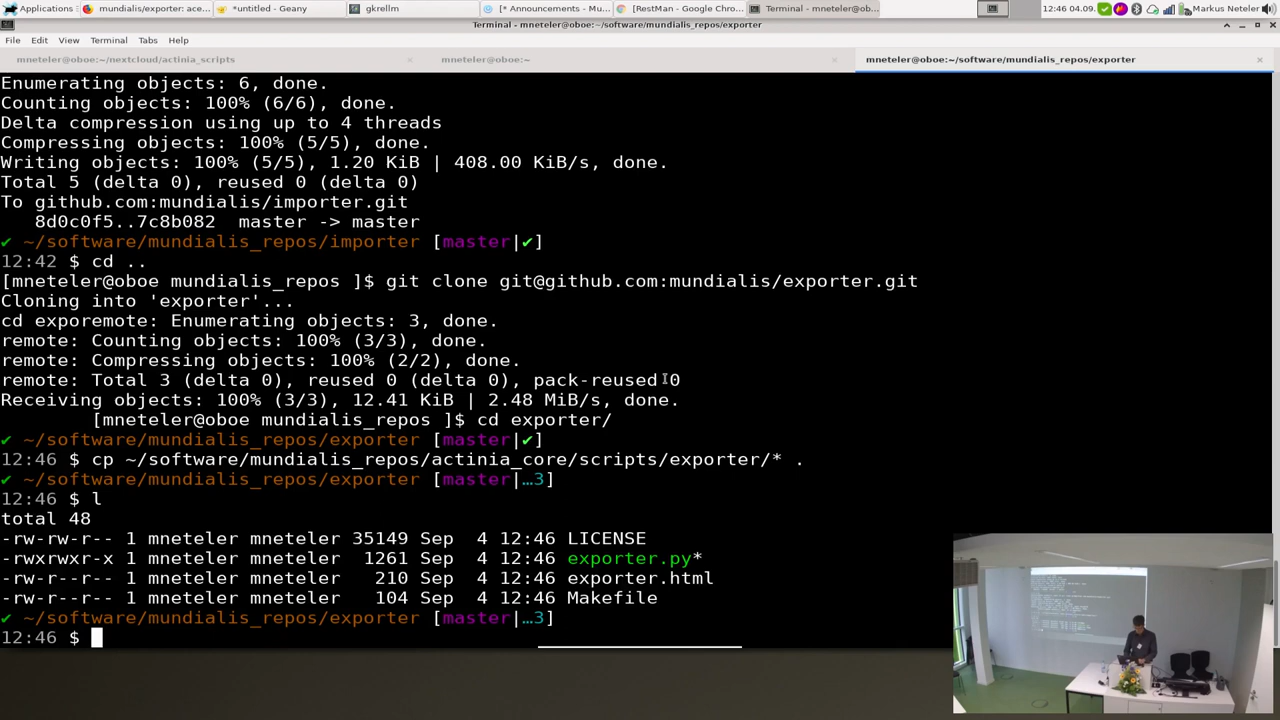 Applications
mundialis/exporter: ace...
*untitled - Geany
gkrellm
[* Announcements - Mu...
[RestMan - Google Chro...
Terminal - mneteler@ob...
12:46 04.09.
Markus Neteler
Terminal - mneteler@oboe:~/software/mundialis_repos/exporter
File Edit View Terminal Tabs Help
mneteler@oboe:~/nextcloud/actinia_scripts
mneteler@oboe:~
mneteler@oboe:~/software/mundialis_repos/exporter
Enumerating objects: 6, done.
Counting objects: 100% (6/6), done.
Delta compression using up to 4 threads
Compressing objects: 100% (5/5), done.
Writing objects: 100% (5/5), 1.20 KiB | 408.00 KiB/s, done.
Total 5 (delta 0), reused 0 (delta 0)
To github.com:mundialis/importer.git
   8d0c0f5..7c8b082  master -> master
✔ ~/software/mundialis_repos/importer [master|✔]
12:42 $ cd ..
[mneteler@oboe mundialis_repos ]$ git clone git@github.com:mundialis/exporter.git
Cloning into 'exporter'...
cd exporemote: Enumerating objects: 3, done.
remote: Counting objects: 100% (3/3), done.
remote: Compressing objects: 100% (2/2), done.
remote: Total 3 (delta 0), reused 0 (delta 0), pack-reused 0
Receiving objects: 100% (3/3), 12.41 KiB | 2.48 MiB/s, done.
        [mneteler@oboe mundialis_repos ]$ cd exporter/
✔ ~/software/mundialis_repos/exporter [master|✔]
12:46 $ cp ~/software/mundialis_repos/actinia_core/scripts/exporter/* .
✔ ~/software/mundialis_repos/exporter [master|…3]
12:46 $ l
total 48
-rw-rw-r-- 1 mneteler mneteler 35149 Sep  4 12:46 LICENSE
-rwxrwxr-x 1 mneteler mneteler  1261 Sep  4 12:46 exporter.py*
-rw-r--r-- 1 mneteler mneteler   210 Sep  4 12:46 exporter.html
-rw-r--r-- 1 mneteler mneteler   104 Sep  4 12:46 Makefile
✔ ~/software/mundialis_repos/exporter [master|…3]
12:46 $